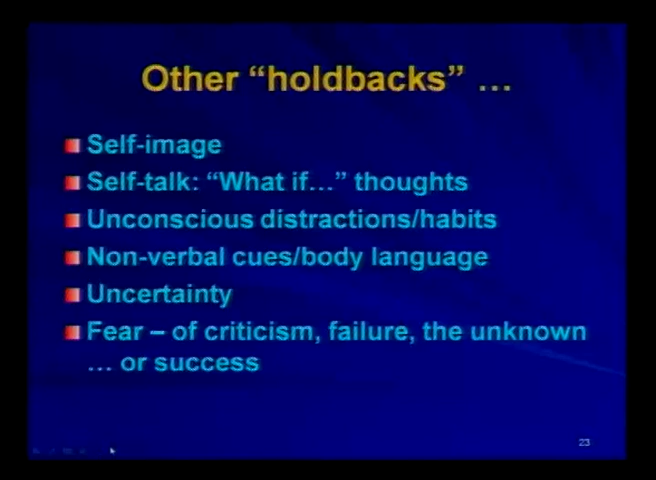 Other “holdbacks” …
Self-image
Self-talk: “What if…” thoughts
Unconscious distractions/habits
Non-verbal cues/body language
Uncertainty
Fear – of criticism, failure, the unknown
… or success
23